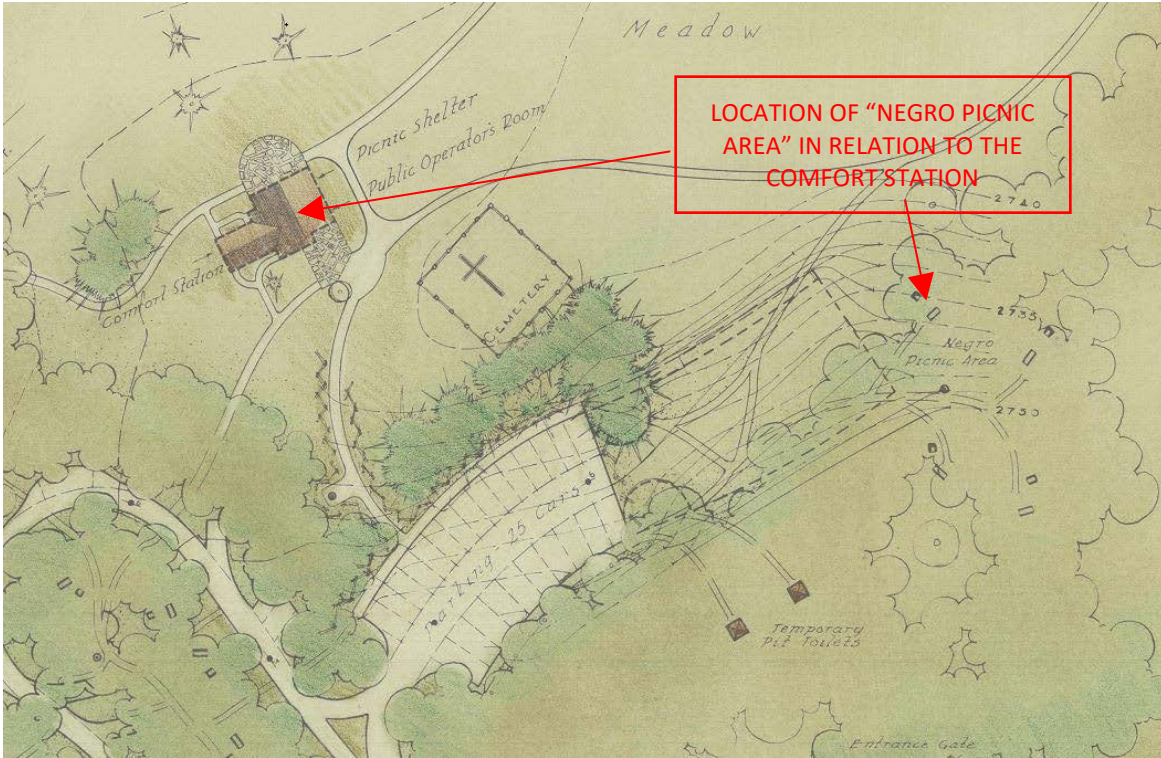 Meadow
LOCATION OF “NEGRO PICNIC
AREA” IN RELATION TO THE
COMFORT STATION
Picnic Shelter
Public Operator's Room
2740
Comfort Station
CEMETERY
2735
Negro
Picnic Area
2730
Parking 25 Cars
Temporary
Pit Toilets
Entrance Gate